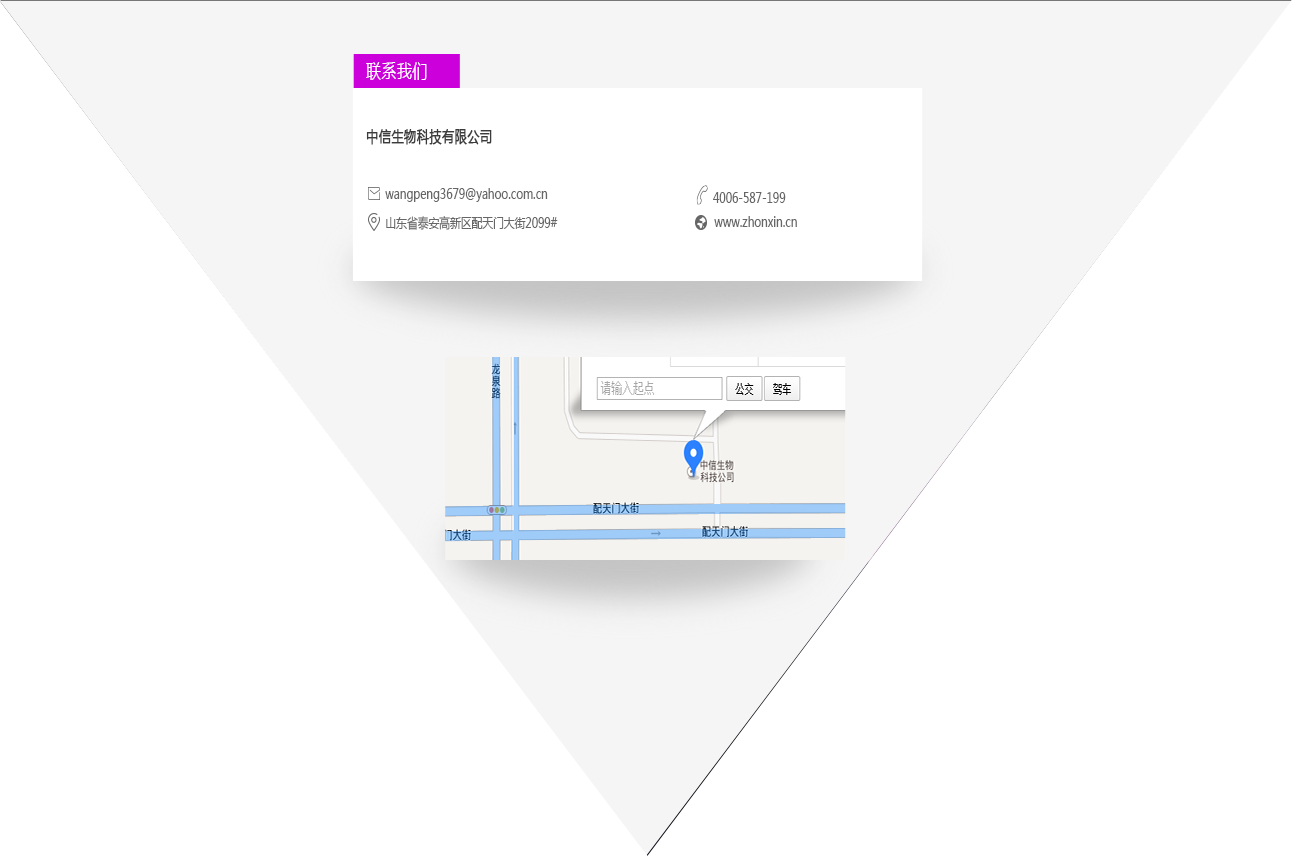 联系我们
中信生物科技有限公司
wangpeng3679@yahoo.com.cn
4006-587-199
山东省泰安高新区配天门大街2099#
www.zhonxin.cn
龙泉路
请输入起点 公交 驾车
中信生物
科技公司
配天门大街
门大街
配天门大街